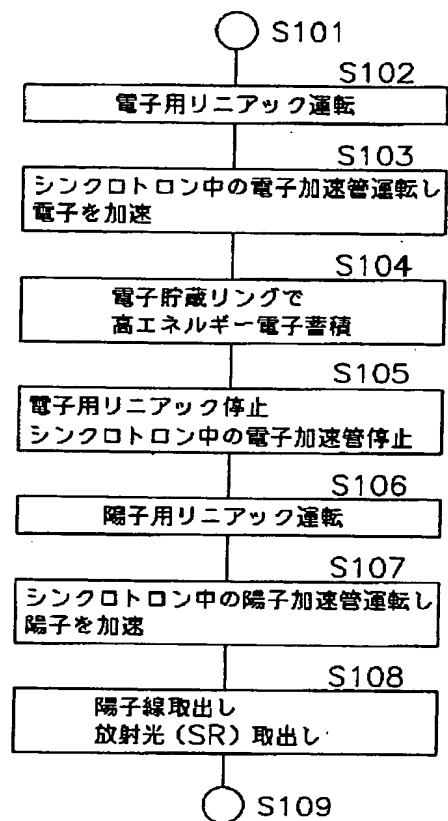 S101
S102
電子用リニアック運転
S103
シンクロトロン中の電子加速管運転し
電子を加速
S104
電子貯蔵リングで
高エネルギー電子蓄積
S105
電子用リニアック停止
シンクロトロン中の電子加速管停止
S106
陽子用リニアック運転
S107
シンクロトロン中の陽子加速管運転し
陽子を加速
S108
陽子線取出し
放射光(SR)取出し
S109